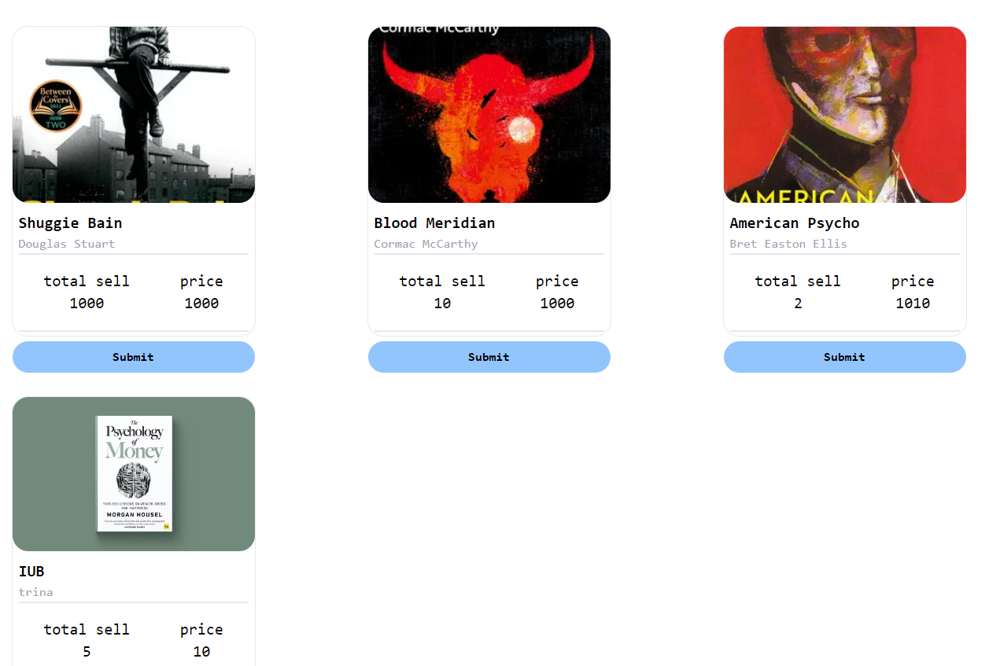 Between
the
Covers
2021
BBC
TWO
Shuggie Bain
Douglas Stuart
total sell price
1000 1000
Submit
Cormac McCarthy
Blood Meridian
Cormac McCarthy
total sell price
10 1000
Submit
AMERICAN
American Psycho
Bret Easton Ellis
total sell price
2 1010
Submit
The
Psychology
of
Money
TIMELESS LESSONS ON WEALTH, GREED,
AND HAPPINESS
MORGAN HOUSEL
IUB
trina
total sell price
5 10